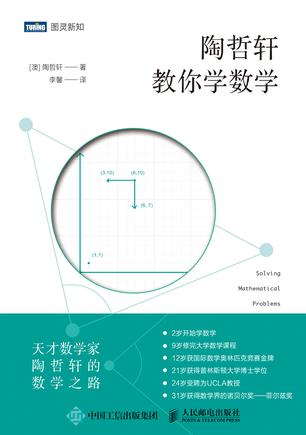 TURING 图灵新知
陶哲轩
教你学数学
[澳] 陶哲轩 —— 著
李馨 —— 译
(3,10) (6,10)
(6, 7)
(1,1)
Solving
Mathematical
Problems
天才数学家
陶哲轩的
数学之路
2岁开始学数学
9岁修完大学数学课程
12岁获国际数学奥林匹克竞赛金牌
21岁获得普林斯顿大学博士学位
24岁受聘为UCLA教授
31岁获得数学界的诺贝尔奖——菲尔兹奖
中国工信出版集团 人民邮电出版社